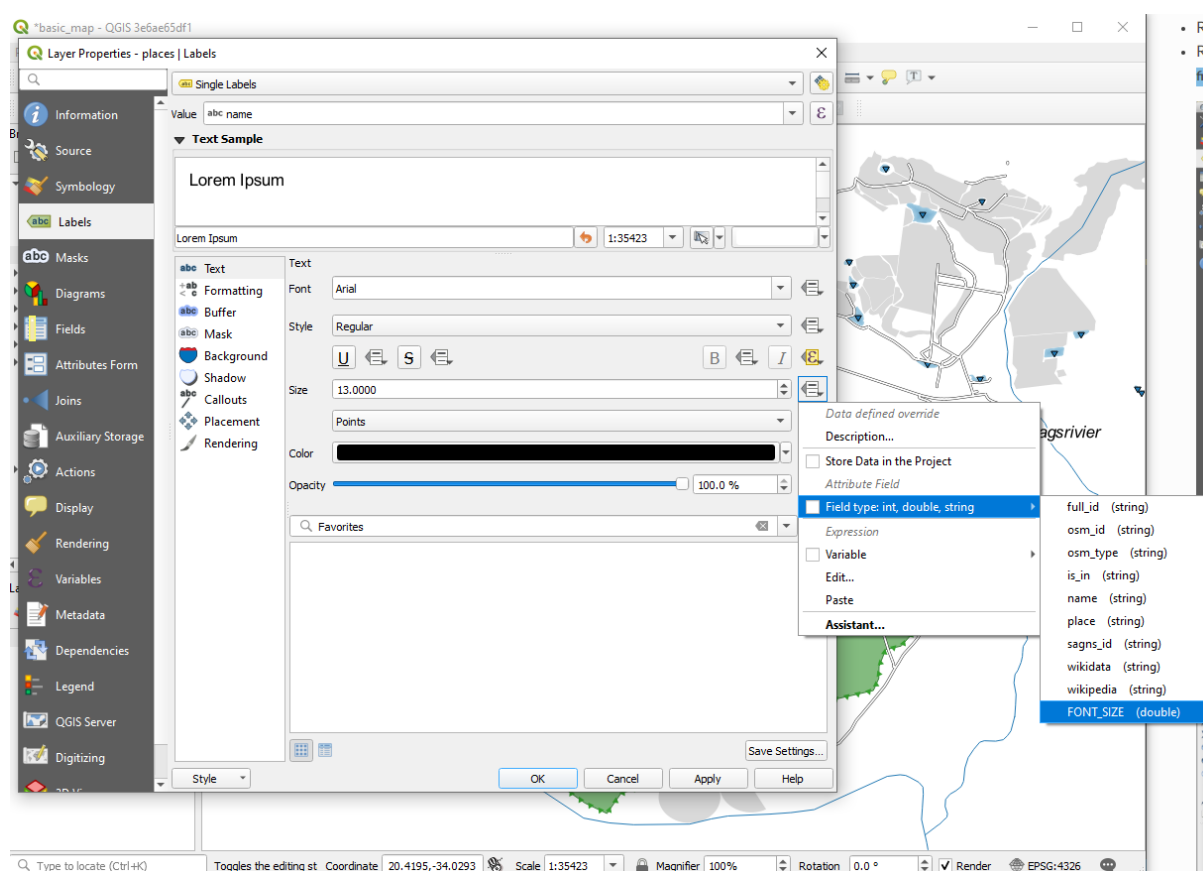 *basic_map - QGIS 3e6ae65df1
Layer Properties - places | Labels
Single Labels
Value abc name
Text Sample
Lorem Ipsum
Lorem Ipsum
1:35423
Information
Source
Symbology
abc Labels
abc Masks
Diagrams
Fields
Attributes Form
Joins
Auxiliary Storage
Actions
Display
Rendering
Variables
Metadata
Dependencies
Legend
QGIS Server
Digitizing
abc Text
+ab < c Formatting
abc Buffer
abc Mask
Background
Shadow
abc Callouts
Placement
Rendering
Text
Font Arial
Style Regular
U S B I
Size 13.0000
Points
Color
Opacity 100.0 %
Favorites
Save Settings...
Style OK Cancel Apply Help
Data defined override
Description...
Store Data in the Project
Attribute Field
Field type: int, double, string
Expression
Variable
Edit...
Paste
Assistant...
full_id (string)
osm_id (string)
osm_type (string)
is_in (string)
name (string)
place (string)
sagns_id (string)
wikidata (string)
wikipedia (string)
FONT_SIZE (double)
agsrivier
Type to locate (Ctrl+K) Toggles the editing st Coordinate 20.4195,-34.0293 Scale 1:35423 Magnifier 100% Rotation 0.0 ° Render EPSG:4326